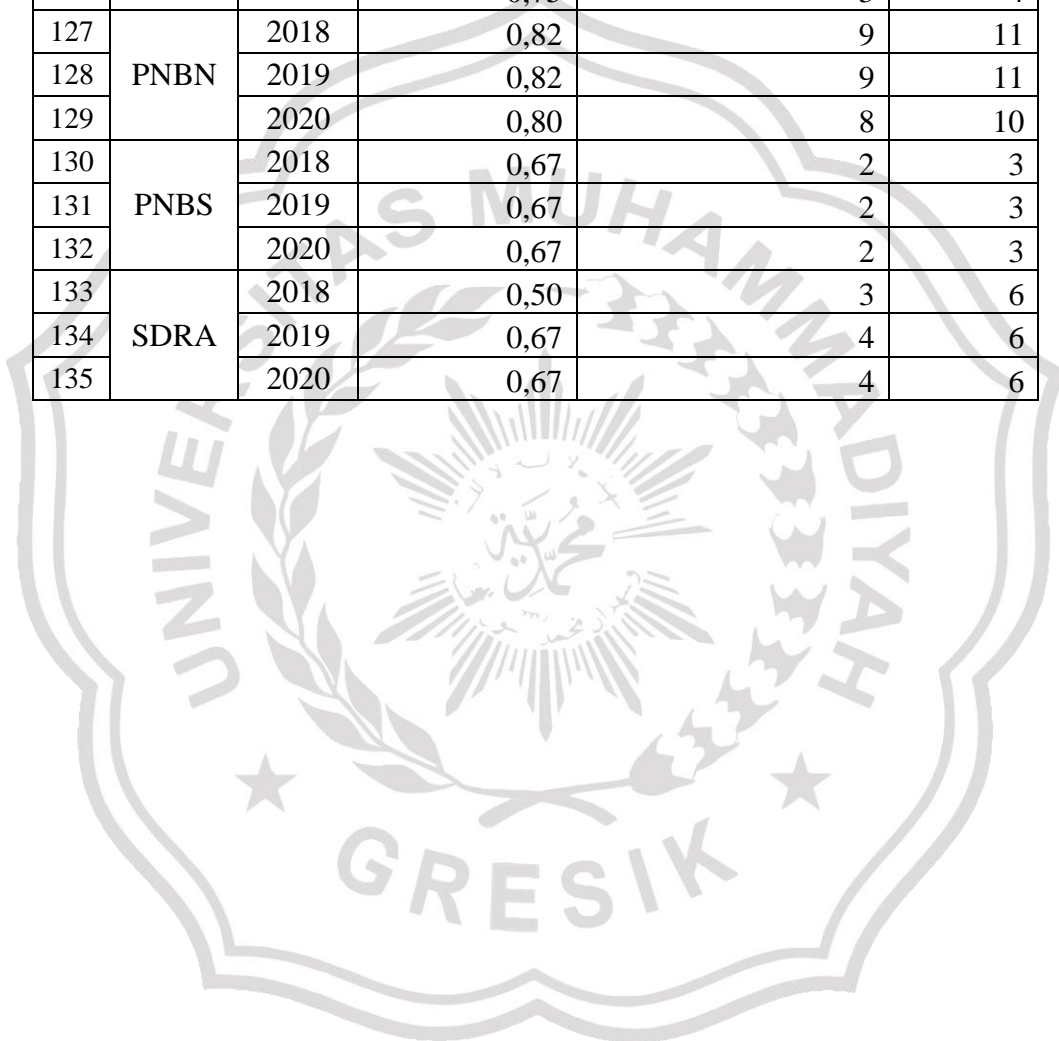 127 2018 0,82 9 11
128 PNBN 2019 0,82 9 11
129 2020 0,80 8 10
130 2018 0,67 2 3
131 PNBS 2019 0,67 2 3
132 2020 0,67 2 3
133 2018 0,50 3 6
134 SDRA 2019 0,67 4 6
135 2020 0,67 4 6
UNIVERSITAS MUHAMMADIYAH
GRESIK